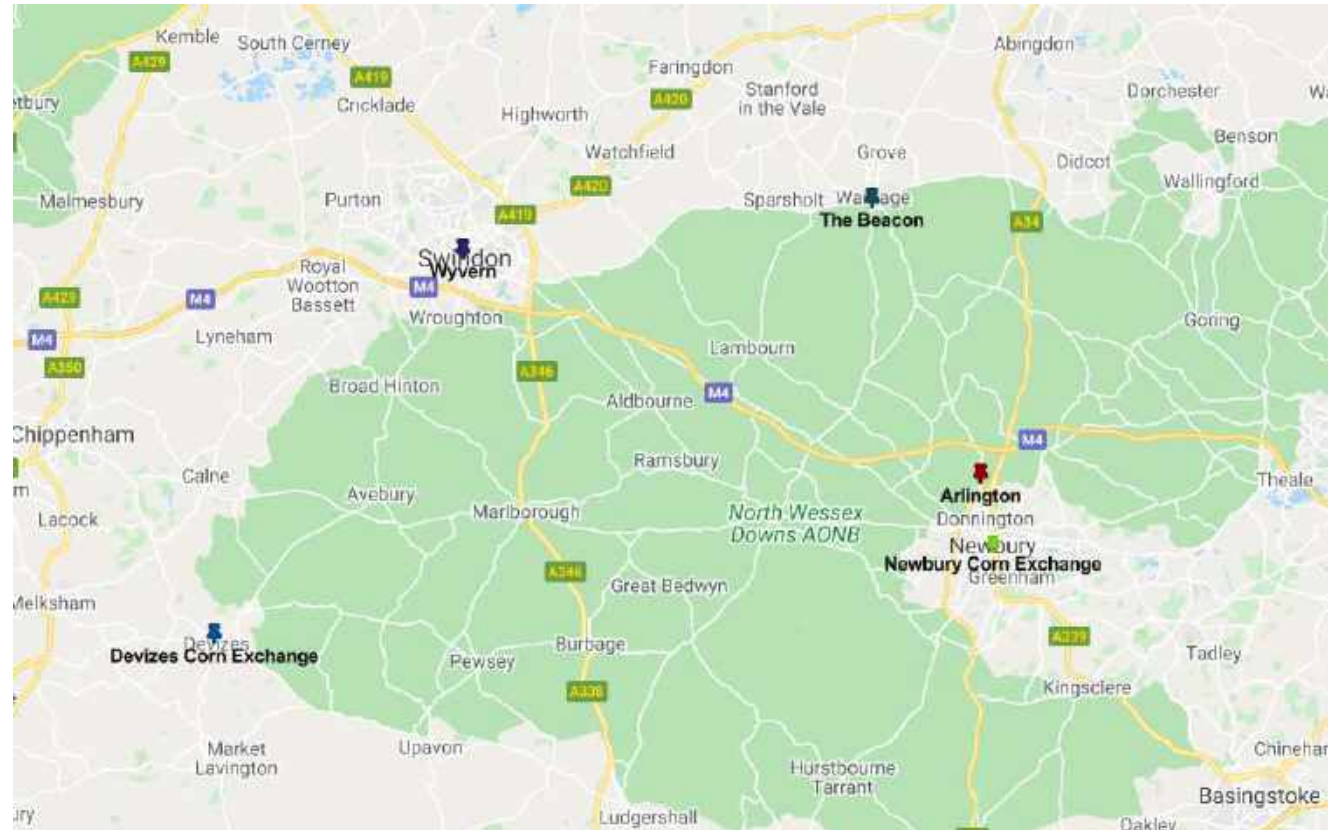 Kemble
South Cerney
A429
A419
Cricklade
Highworth
Faringdon
A420
Stanford
in the Vale
Abingdon
Dorchester
Benson
etbury
Malmesbury
Purton
Watchfield
A420
A419
Grove
Sparsholt
The Beacon
Didcot
Wallingford
A34
Swindon
Wyvern
Royal
Wootton
Bassett
M4
M4
A429
M4
Lyneham
Wroughton
A350
Broad Hinton
A346
Lambourn
Aldbourne
M4
Goring
Chippenham
Calne
Avebury
Ramsbury
Marlborough
M4
Arlington
Theale
Lacock
North Wessex
Downs AONB
Donnington
Newbury
Newbury Corn Exchange
Greenham
A346
Great Bedwyn
Melksham
Devizes
Devizes Corn Exchange
Pewsey
Burbage
A338
A339
Tadley
Kingsclere
Market
Lavington
Upavon
Hurstbourne
Tarrant
Ludgershall
Chineham
Basingstoke
Oakley